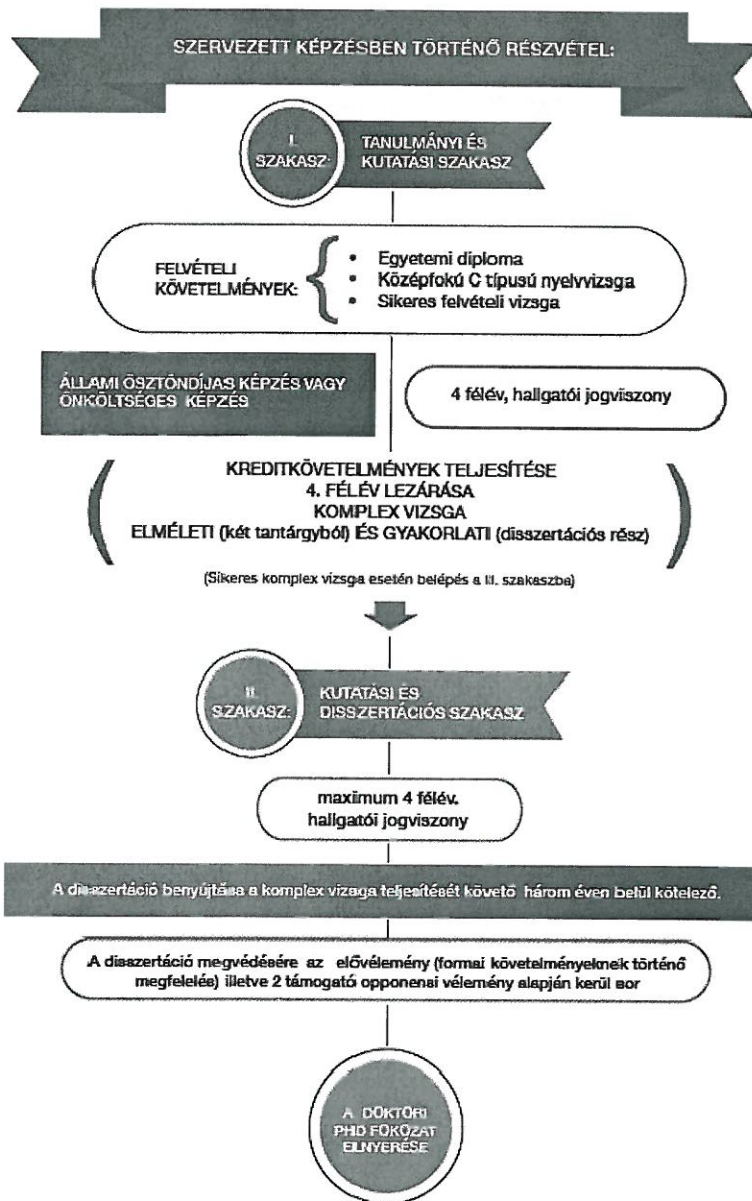 SZERVEZETT KÉPZÉSBEN TÖRTÉNŐ RÉSZVÉTEL:
I.
SZAKASZ:
TANULMÁNYI ÉS
KUTATÁSI SZAKASZ
FELVÉTELI
KÖVETELMÉNYEK:
• Egyetemi diploma
• Középfokú C típusú nyelvvizsga
• Sikeres felvételi vizsga
ÁLLAMI ÖSZTÖNDÍJAS KÉPZÉS VAGY
ÖNKÖLTSÉGES KÉPZÉS
4 félév, hallgatói jogviszony
KREDITKÖVETELMÉNYEK TELJESÍTÉSE
4. FÉLÉV LEZÁRÁSA
KOMPLEX VIZSGA
ELMÉLETI (két tantárgyból) ÉS GYAKORLATI (disszertációs rész)
(Sikeres komplex vizsga esetén belépés a II. szakaszba)
II.
SZAKASZ:
KUTATÁSI ÉS
DISSZERTÁCIÓS SZAKASZ
maximum 4 félév.
hallgatói jogviszony
A disszertáció benyújtása a komplex vizsga teljesítését követő három éven belül kötelező.
A disszertáció megvédésére az elővélemény (formai követelményeknek történő
megfelelés) illetve 2 támogató opponensi vélemény alapján kerül sor
A DOKTORI
PHD FOKOZAT
ELNYERÉSE